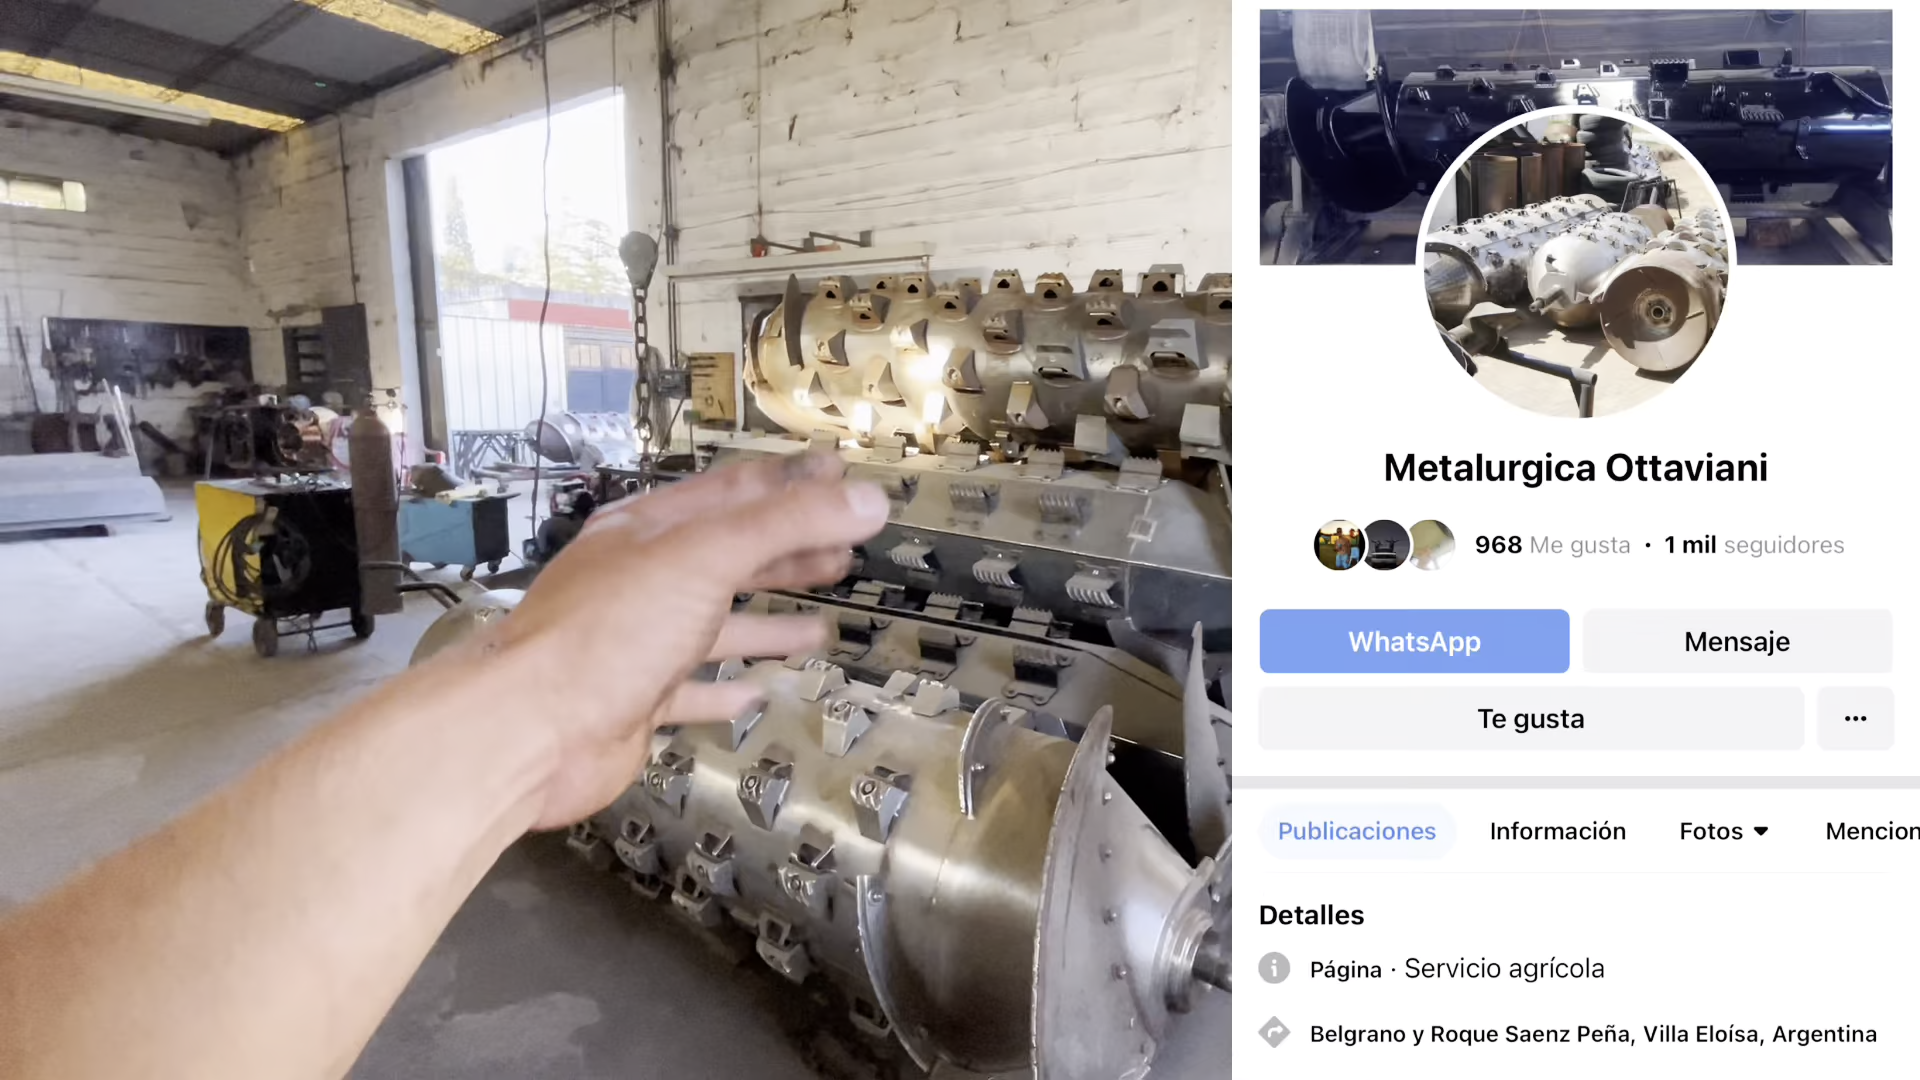 Metalurgica Ottaviani
968 Me gusta · 1 mil seguidores
WhatsApp
Mensaje
Te gusta
Publicaciones
Información
Fotos
Mencion
Detalles
Página · Servicio agrícola
Belgrano y Roque Saenz Peña, Villa Eloísa, Argentina